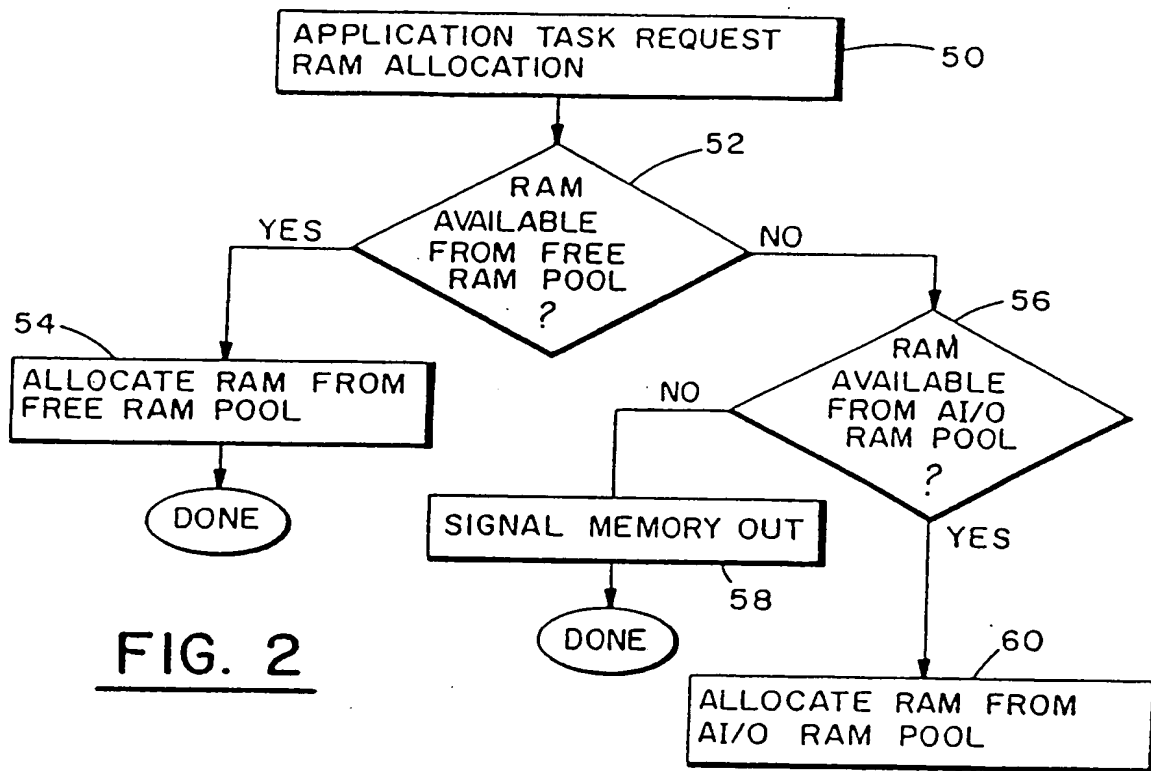 APPLICATION TASK REQUEST
RAM ALLOCATION
50
52
RAM
AVAILABLE
FROM FREE
RAM POOL
?
YES
NO
54
ALLOCATE RAM FROM
FREE RAM POOL
DONE
56
RAM
AVAILABLE
FROM AI/O
RAM POOL
?
NO
YES
SIGNAL MEMORY OUT
58
DONE
60
ALLOCATE RAM FROM
AI/O RAM POOL
FIG. 2